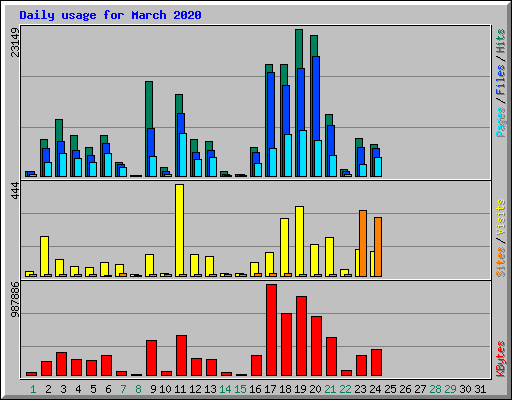 Daily usage for March 2020
23149
Pages / Files / Hits
444
Sites / Visits
987886
KBytes
1 2 3 4 5 6 7 8 9 10 11 12 13 14 15 16 17 18 19 20 21 22 23 24 25 26 27 28 29 30 31